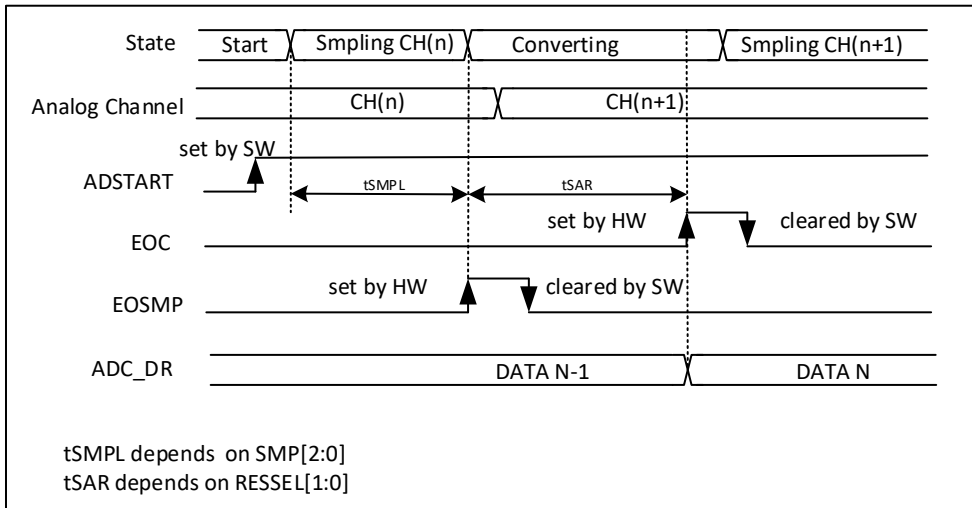 State Start Smpling CH(n) Converting Smpling CH(n+1)
Analog Channel CH(n) CH(n+1)
set by SW
ADSTART
tSMPL tSAR
set by HW cleared by SW
EOC
set by HW cleared by SW
EOSMP
ADC_DR DATA N-1 DATA N
tSMPL depends on SMP[2:0]
tSAR depends on RESSEL[1:0]